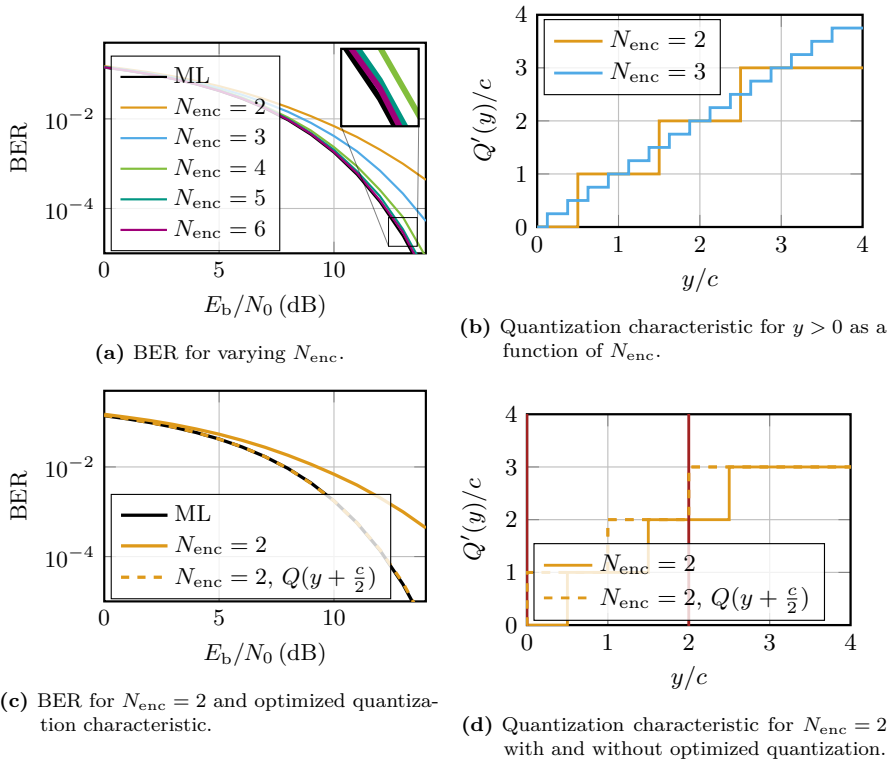 BER
10⁻²
10⁻⁴
ML
N_enc = 2
N_enc = 3
N_enc = 4
N_enc = 5
N_enc = 6
0 5 10
E_b/N_0 (dB)
(a) BER for varying N_enc.
Q′(y)/c
4
3
2
1
0
N_enc = 2
N_enc = 3
0 1 2 3 4
y/c
(b) Quantization characteristic for y > 0 as a
function of N_enc.
BER
10⁻²
10⁻⁴
ML
N_enc = 2
N_enc = 2, Q(y + c/2)
0 5 10
E_b/N_0 (dB)
(c) BER for N_enc = 2 and optimized quantiza-
tion characteristic.
Q′(y)/c
4
3
2
1
0
N_enc = 2
N_enc = 2, Q(y + c/2)
0 1 2 3 4
y/c
(d) Quantization characteristic for N_enc = 2
with and without optimized quantization.